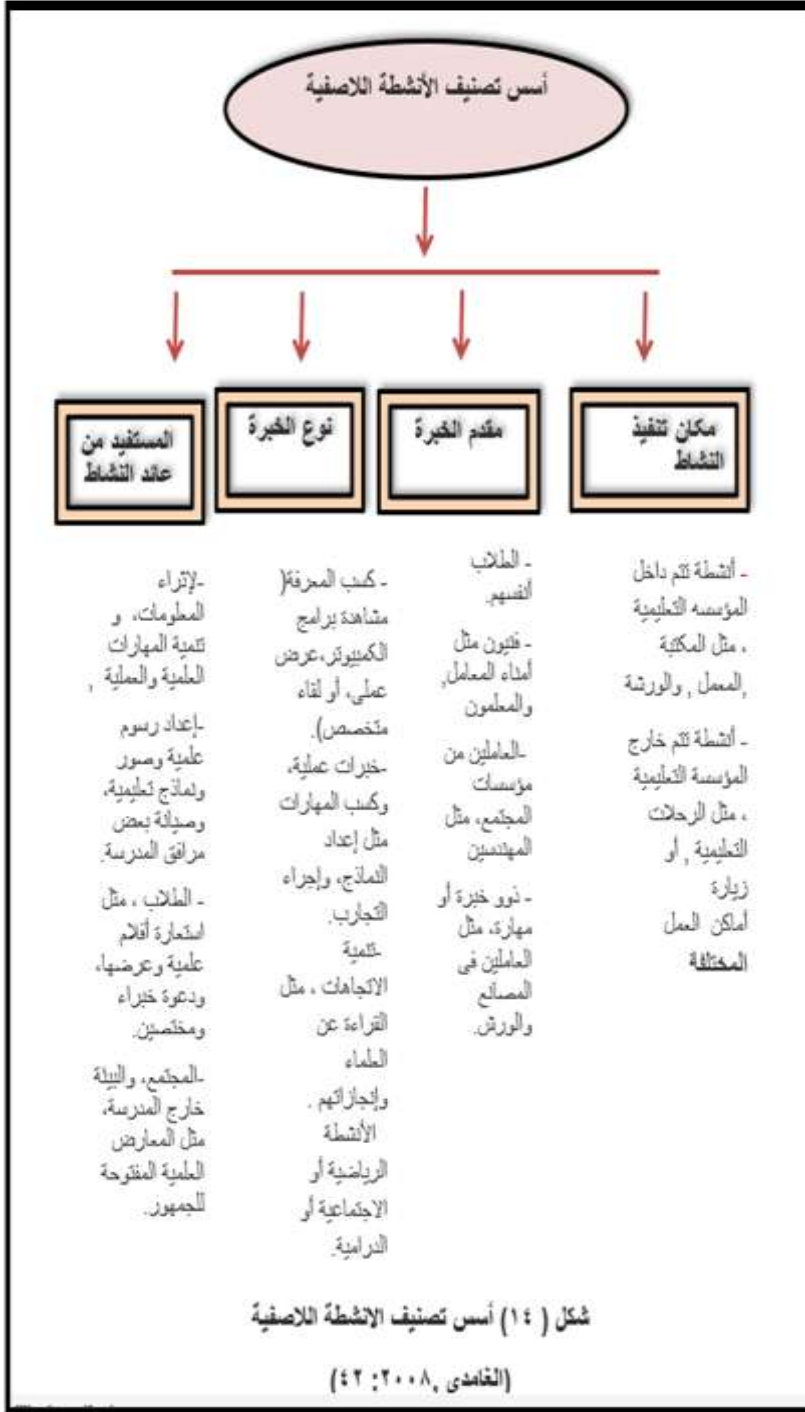 أسس تصنيف الأنشطة اللاصفية
مكان تنفيذ
النشاط
- أنشطة تتم داخل
المؤسسه التعليمية
، مثل المكتبة
,المعمل , والورشة
- أنشطة تتم خارج
المؤسسة التعليمية
، مثل الرحلات
التعليمية , أو
زيارة
أماكن العمل
المختلفة
مقدم الخبرة
- الطلاب
أنفسهم.
- فنيون مثل
أمناء المعامل,
والمعلمون
-العاملين من
مؤسسات
المجتمع، مثل
المهندسين
- ذوو خبرة أو
مهارة، مثل
العاملين فى
المصانع
والورش.
نوع الخبرة
- كسب المعرفة(
مشاهدة برامج
الكمبيوتر،عرض
عملي، أو لقاء
متخصص).
-خبرات عملية،
وكسب المهارات
مثل إعداد
النماذج، وإجراء
التجارب.
-تنمية
الاتجاهات ، مثل
القراءة عن
العلماء
وإنجازاتهم .
الأنشطة
الرياضية أو
الاجتماعية أو
الدرامية.
المستفيد من
عائد النشاط
-لإثراء
المعلومات، و
تنمية المهارات
العلمية والعملية ,
-إعداد رسوم
علمية وصور
ونماذج تعليمية،
وصيانة بعض
مرافق المدرسة.
- الطلاب ، مثل
استعارة أفلام
علمية وعرضها،
ودعوة خبراء
ومختصين.
-المجتمع، والبيئة
خارج المدرسة،
مثل المعارض
العلمية المفتوحة
للجمهور.
شكل ( ١٤) أسس تصنيف الانشطة اللاصفية
(الغامدى ,٢٠٠٨: ٤٢)